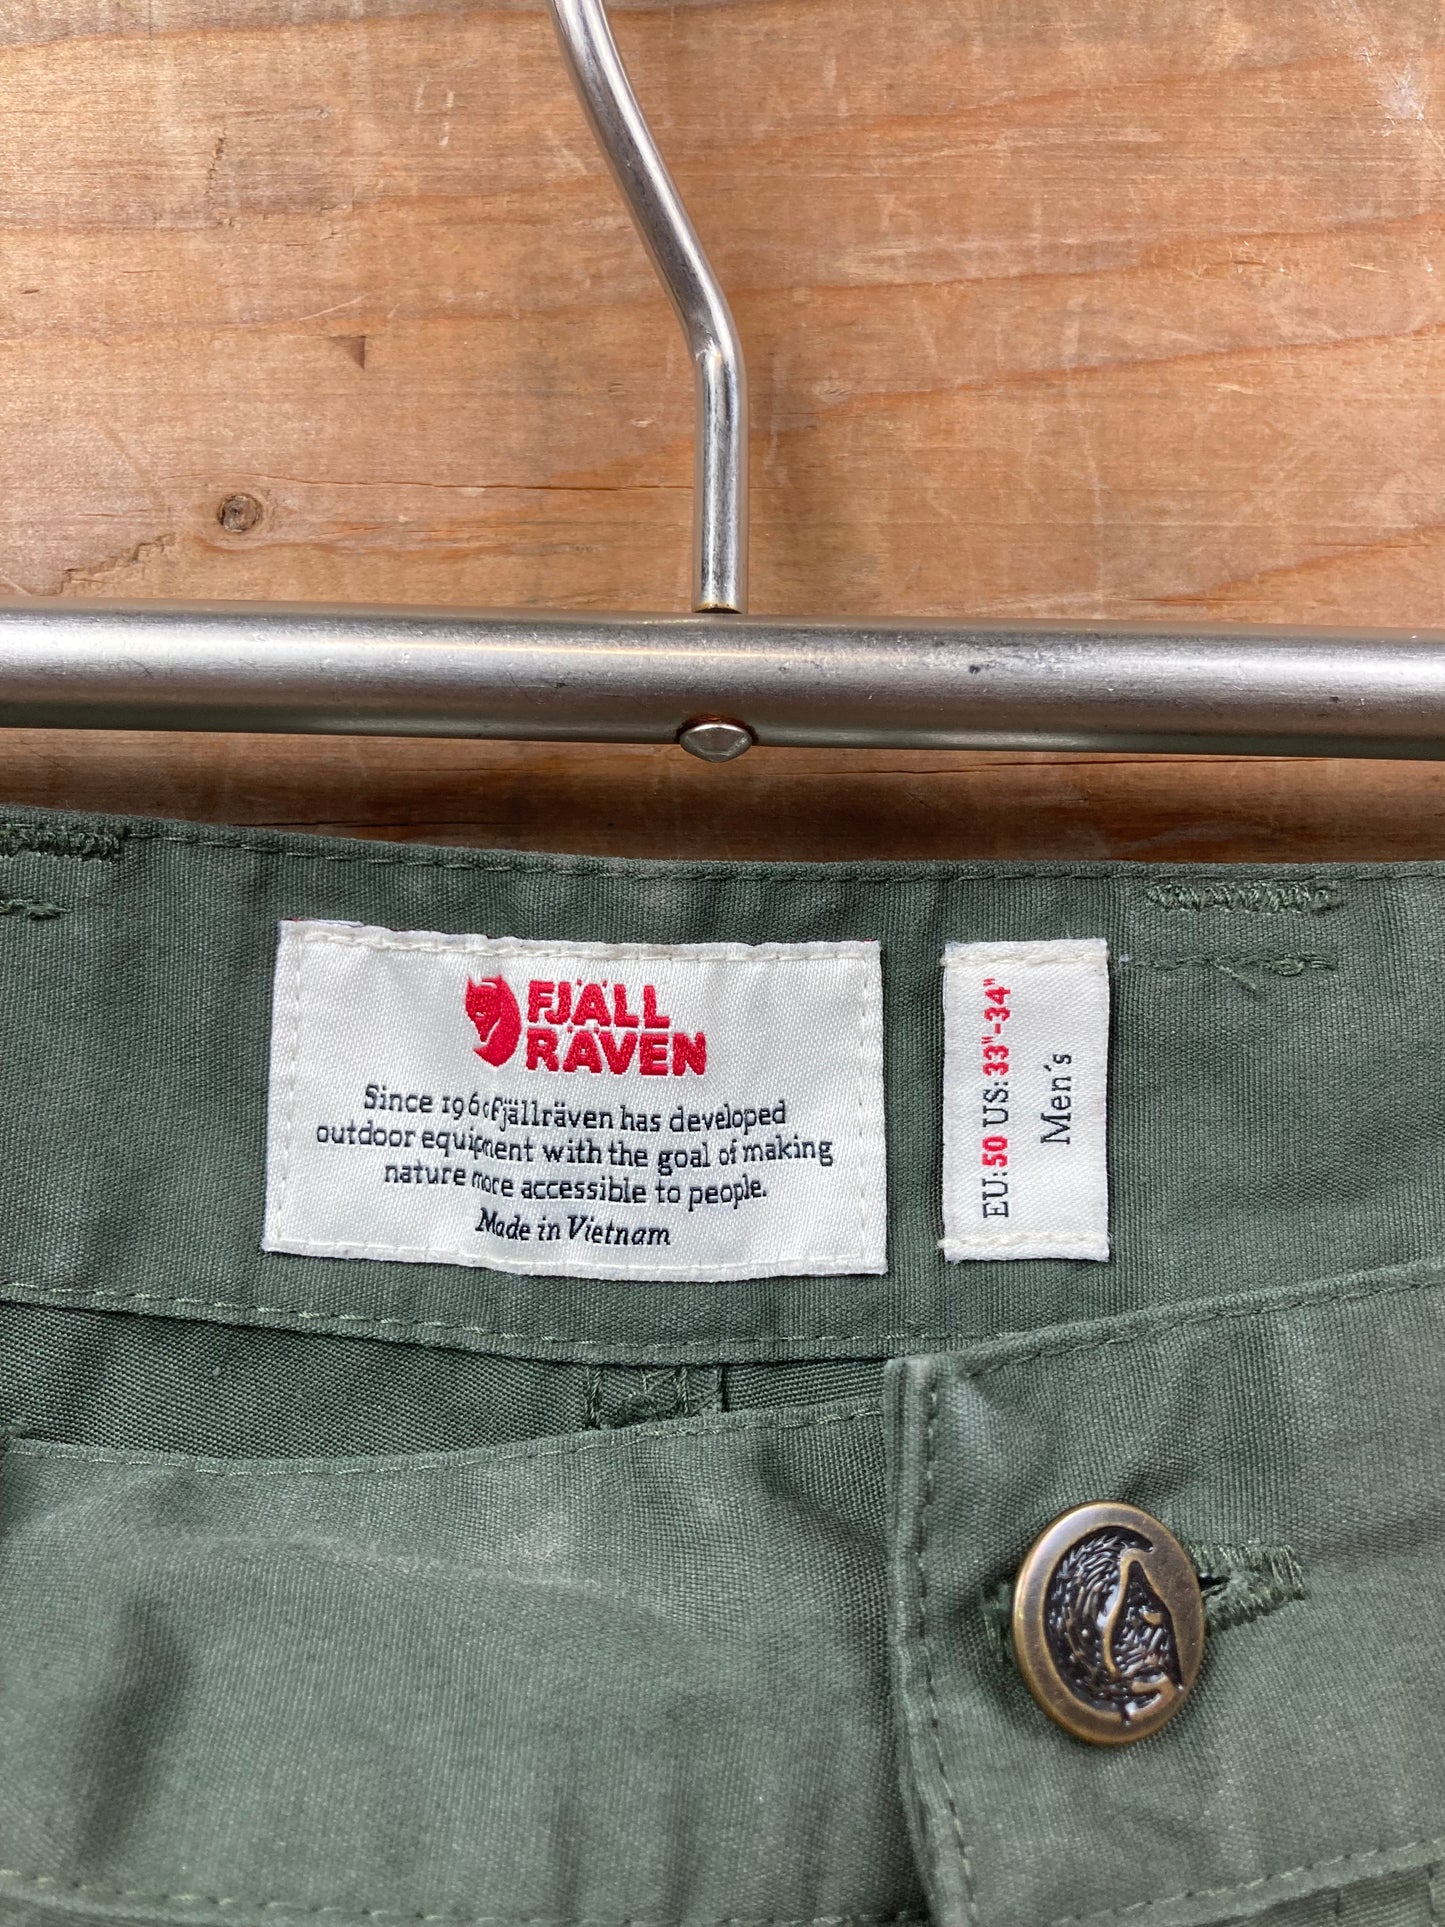 FJÄLL
RÄVEN
Since 1960 Fjällräven has developed
outdoor equipment with the goal of making
nature more accessible to people.
Made in Vietnam
EU: 50 US: 33"-34"
Men´s